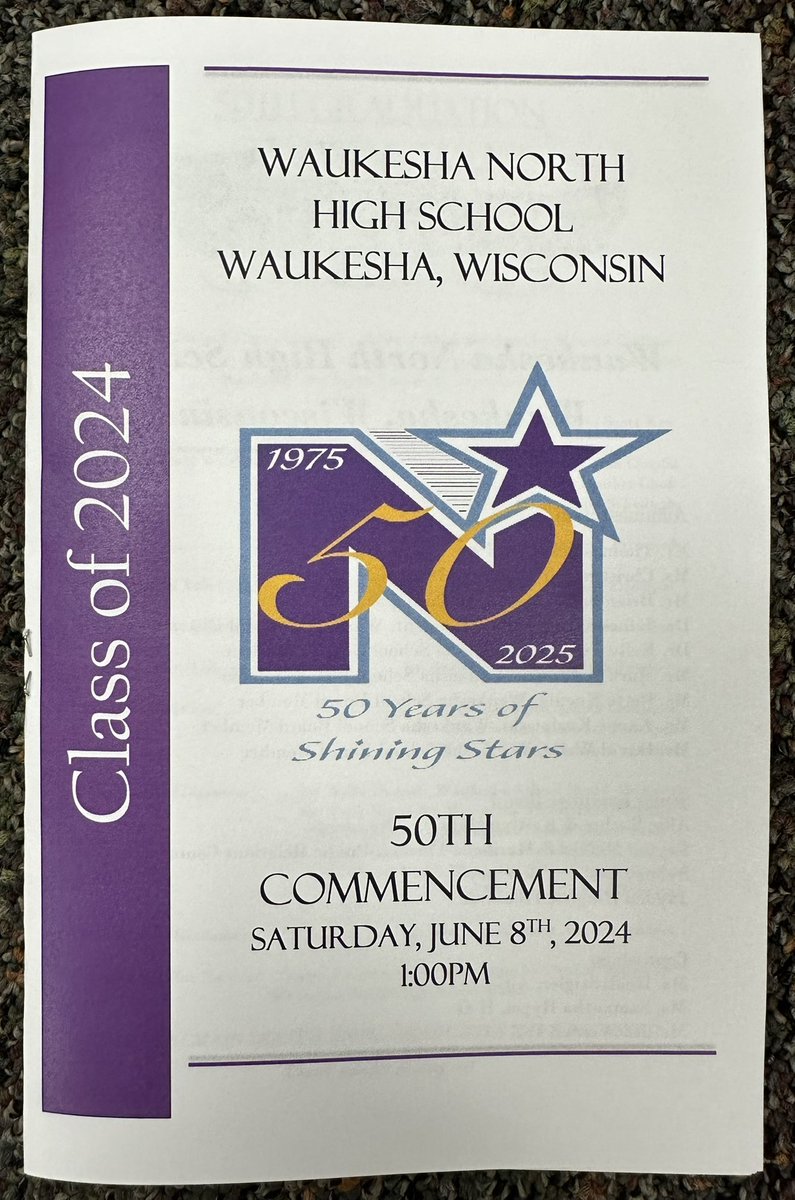 Class of 2024
WAUKESHA NORTH
HIGH SCHOOL
WAUKESHA, WISCONSIN
1975
50
2025
50 Years of
Shining Stars
50TH
COMMENCEMENT
SATURDAY, JUNE 8TH, 2024
1:00PM